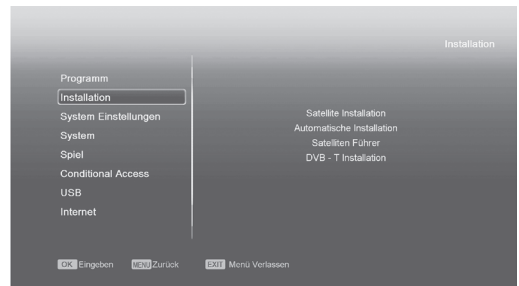 Installation
Programm
Installation
System Einstellungen
System
Spiel
Conditional Access
USB
Internet
Satellite Installation
Automatische Installation
Satelliten Führer
DVB - T Installation
OK Eingeben MENU Zurück EXIT Menü Verlassen